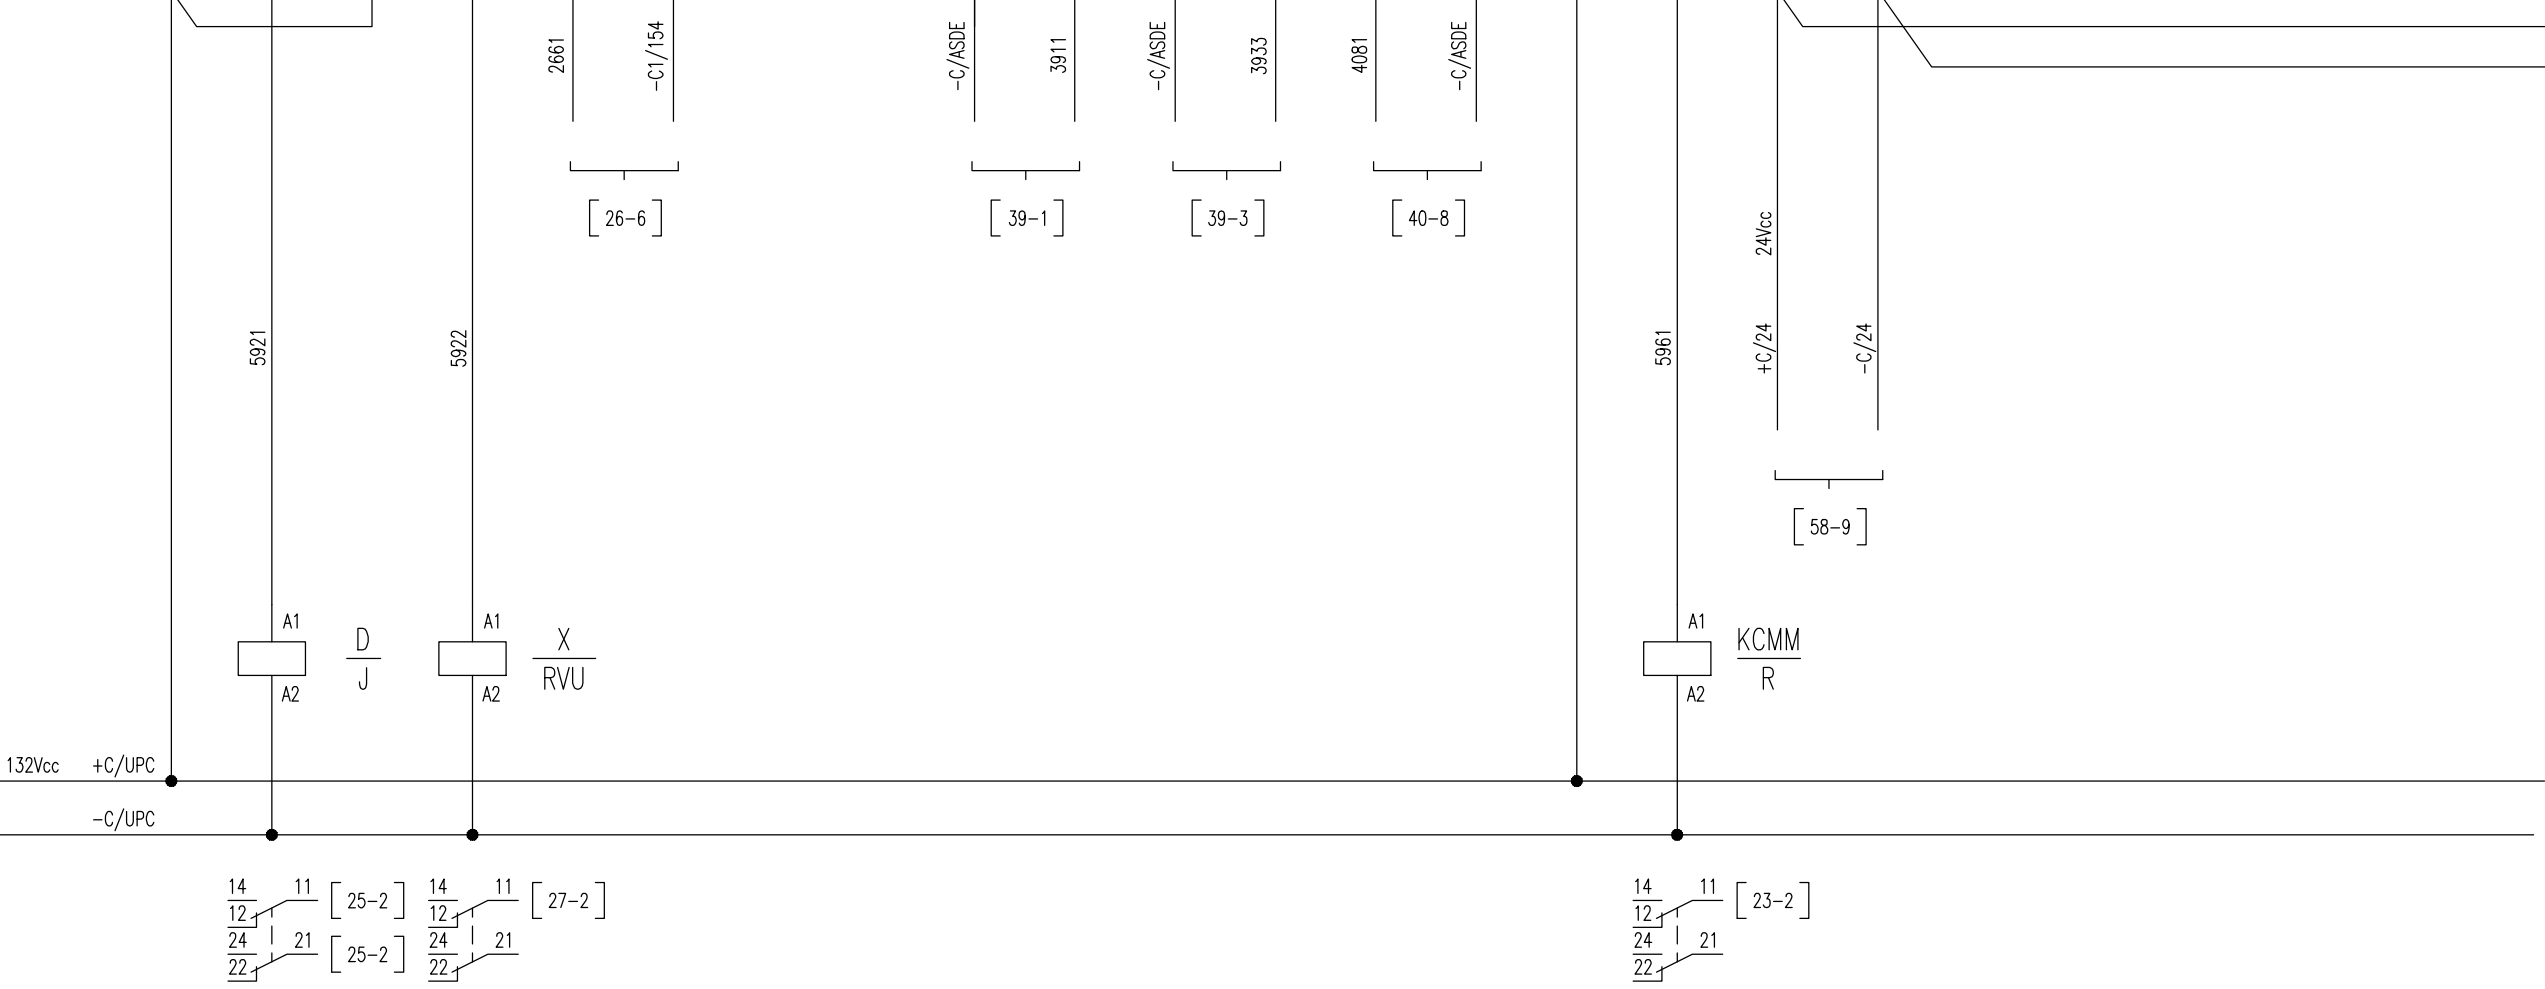 2661
-C1/154
-C/ASDE
3911
-C/ASDE
3933
4081
-C/ASDE
[26-6]
[39-1]
[39-3]
[40-8]
24Vcc
5921
5922
5961
+C/24
-C/24
[58-9]
A1
D
J
A2
A1
X
RVU
A2
A1
KCMM
R
A2
132Vcc +C/UPC
-C/UPC
14 11 [25-2]
12
24 21 [25-2]
22
14 11 [27-2]
12
24 21
22
14 11 [23-2]
12
24 21
22